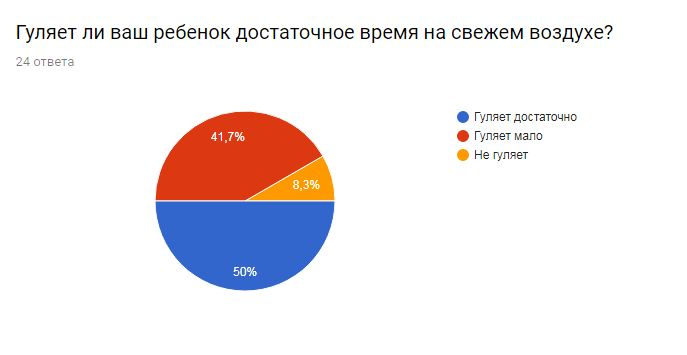 Гуляет ли ваш ребенок достаточное время на свежем воздухе?
24 ответа
Гуляет достаточно
Гуляет мало
Не гуляет
41,7%
8,3%
50%